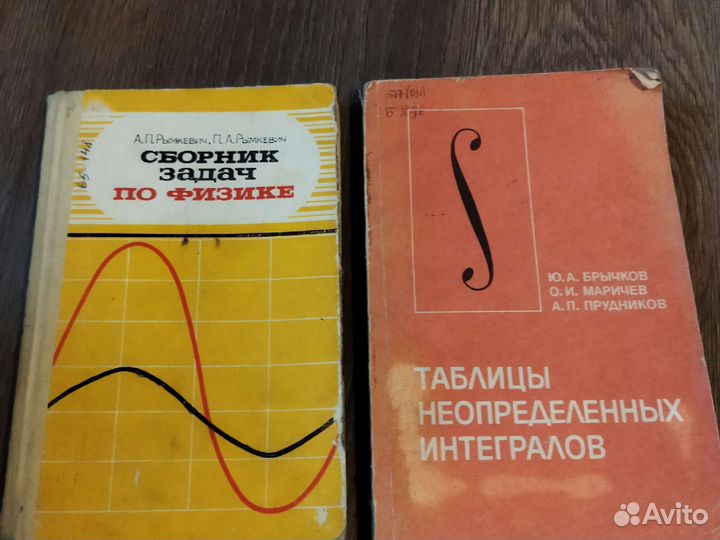 А.П.Рымкевич, П.А.Рымкевич
СБОРНИК
ЗАДАЧ
ПО ФИЗИКЕ
Ю.А. БРЫЧКОВ
О.И. МАРИЧЕВ
А.П. ПРУДНИКОВ
ТАБЛИЦЫ
НЕОПРЕДЕЛЕННЫХ
ИНТЕГРАЛОВ
Avito